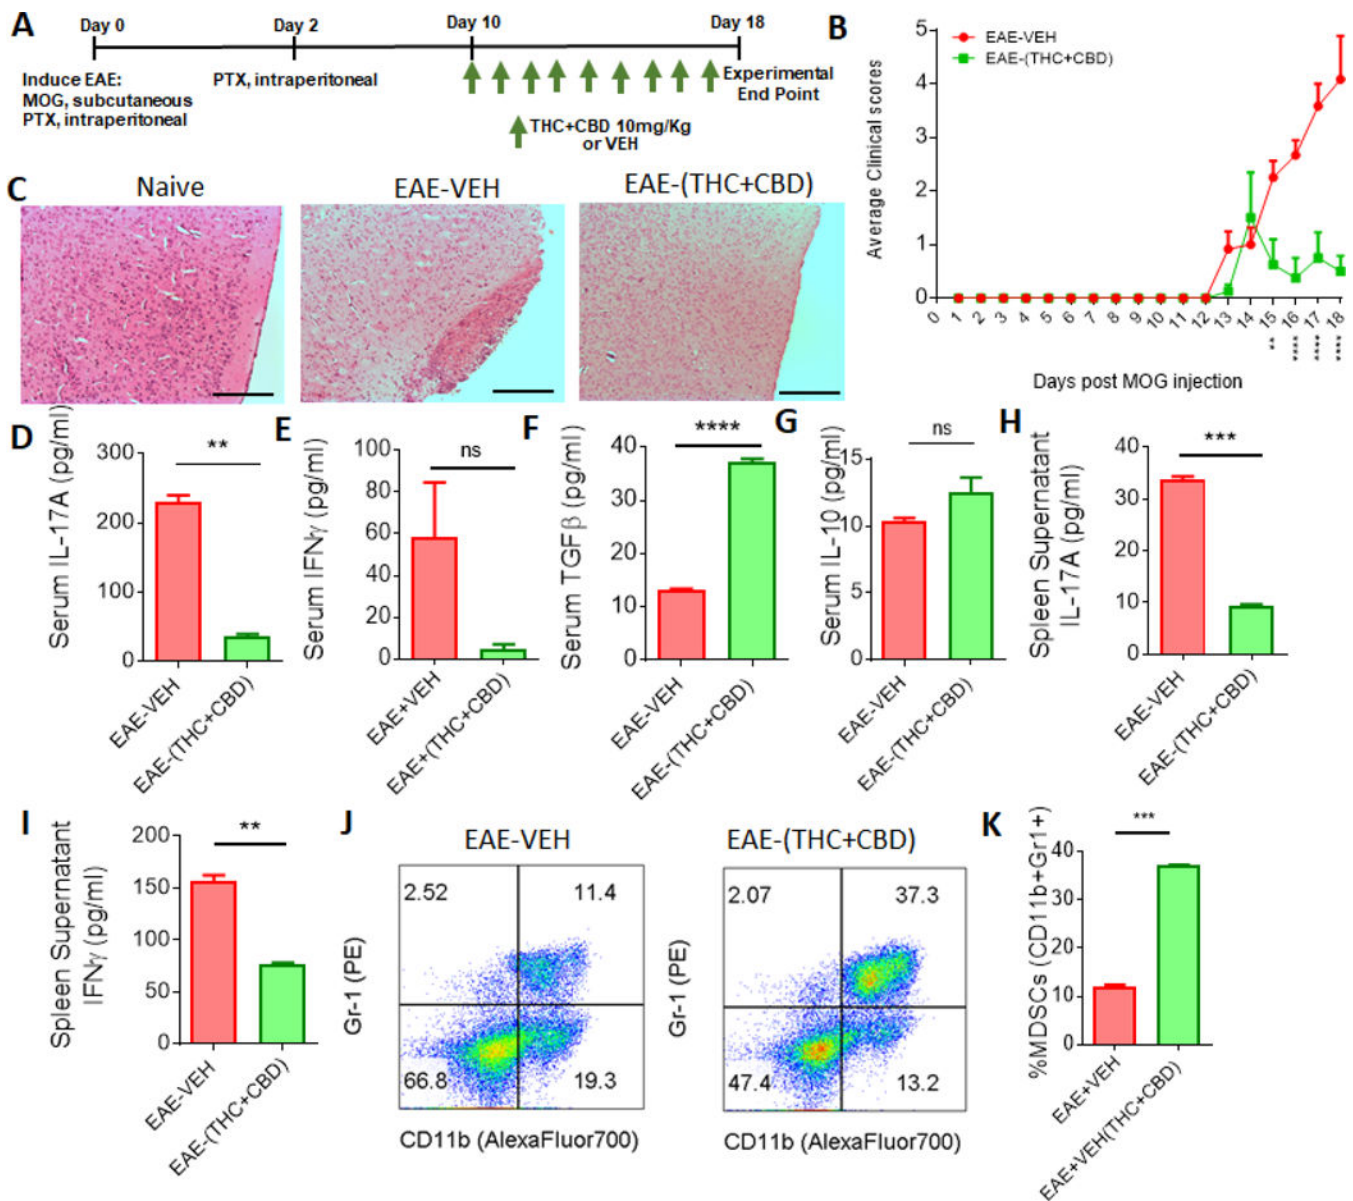 A
Day 0
Day 2
Day 10
Day 18
Induce EAE:
MOG, subcutaneous
PTX, intraperitoneal
PTX, intraperitoneal
Experimental
End Point
THC+CBD 10mg/Kg
or VEH
B
EAE-VEH
EAE-(THC+CBD)
Average Clinical scores
5
4
3
2
1
0
0 1 2 3 4 5 6 7 8 9 10 11 12 13 14 15 16 17 18
** **** **** ****
Days post MOG injection
C
Naive
EAE-VEH
EAE-(THC+CBD)
D
Serum IL-17A (pg/ml)
300
200
100
0
**
EAE-VEH
EAE-(THC+CBD)
E
Serum IFNγ (pg/ml)
100
80
60
40
20
0
ns
EAE+VEH
EAE+(THC+CBD)
F
Serum TGFβ (pg/ml)
40
30
20
10
0
****
EAE-VEH
EAE-(THC+CBD)
G
Serum IL-10 (pg/ml)
15
10
5
0
ns
EAE-VEH
EAE-(THC+CBD)
H
Spleen Supernatant
IL-17A (pg/ml)
40
30
20
10
0
***
EAE-VEH
EAE-(THC+CBD)
I
Spleen Supernatant
IFNγ (pg/ml)
200
150
100
50
0
**
EAE-VEH
EAE-(THC+CBD)
J
EAE-VEH
2.52
11.4
66.8
19.3
Gr-1 (PE)
CD11b (AlexaFluor700)
EAE-(THC+CBD)
2.07
37.3
47.4
13.2
Gr-1 (PE)
CD11b (AlexaFluor700)
K
%MDSCs (CD11b+Gr1+)
40
30
20
10
0
***
EAE+VEH
EAE+VEH(THC+CBD)